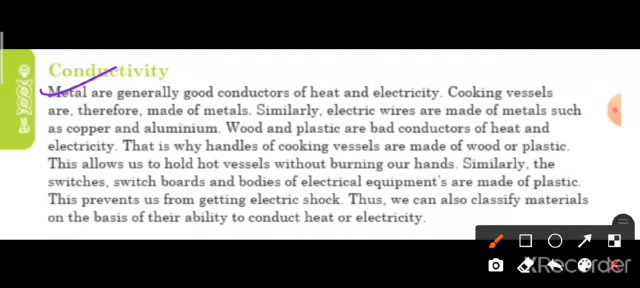 Conductivity
Metal are generally good conductors of heat and electricity. Cooking vessels
are, therefore, made of metals. Similarly, electric wires are made of metals such
as copper and aluminium. Wood and plastic are bad conductors of heat and
electricity. That is why handles of cooking vessels are made of wood or plastic.
This allows us to hold hot vessels without burning our hands. Similarly, the
switches, switch boards and bodies of electrical equipment's are made of plastic.
This prevents us from getting electric shock. Thus, we can also classify materials
on the basis of their ability to conduct heat or electricity.
XRecorder